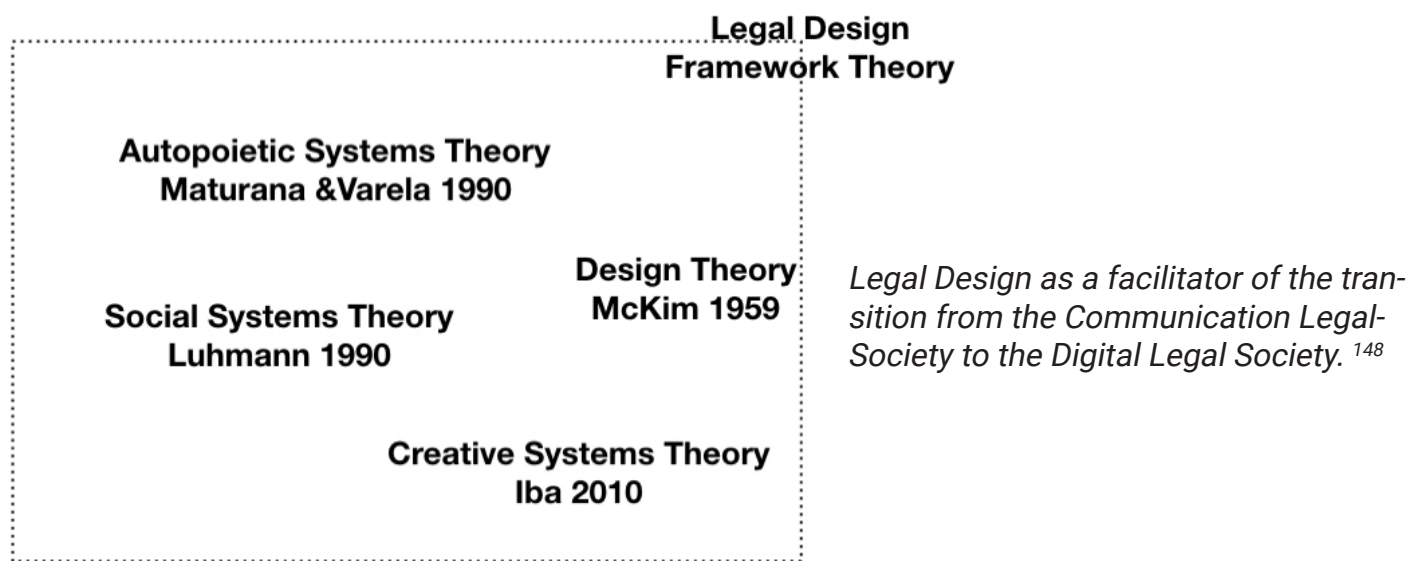 Legal Design
Framework Theory
Autopoietic Systems Theory
Maturana &Varela 1990
Design Theory
McKim 1959
Social Systems Theory
Luhmann 1990
Creative Systems Theory
Iba 2010
Legal Design as a facilitator of the tran-
sition from the Communication Legal-
Society to the Digital Legal Society. 148